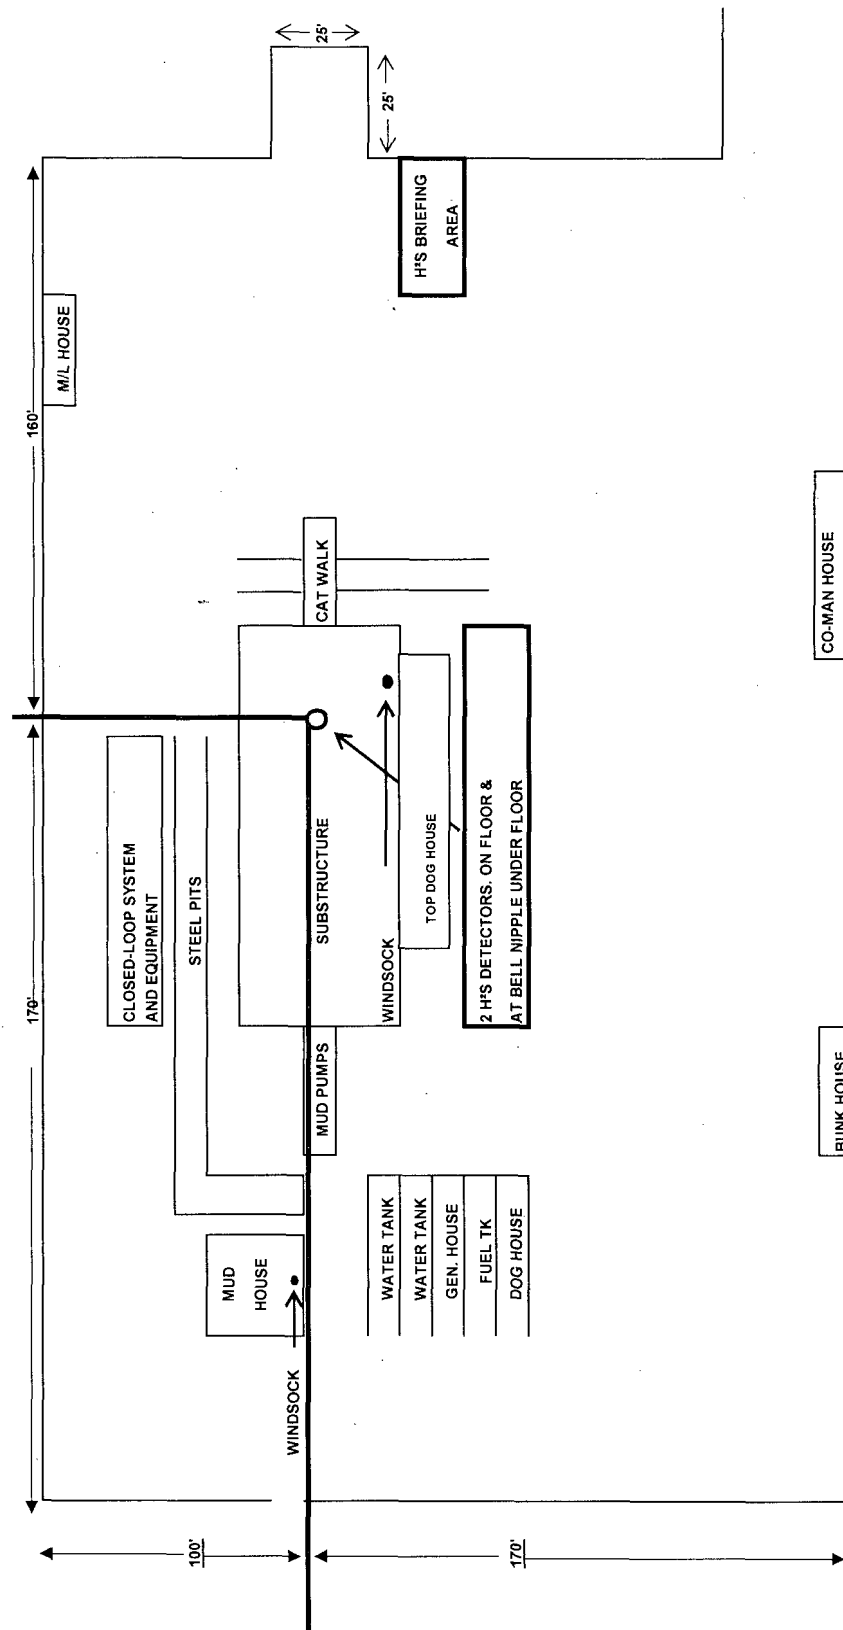 25'
25'
160'
M/L HOUSE
H²S BRIEFING
AREA
CAT WALK
CO-MAN HOUSE
170'
CLOSED-LOOP SYSTEM
AND EQUIPMENT
STEEL PITS
SUBSTRUCTURE
WINDSOCK
TOP DOG HOUSE
2 H²S DETECTORS. ON FLOOR &
AT BELL NIPPLE UNDER FLOOR
MUD PUMPS
BUNK HOUSE
MUD
HOUSE
WATER TANK
WATER TANK
GEN. HOUSE
FUEL TK
DOG HOUSE
WINDSOCK
100'
170'